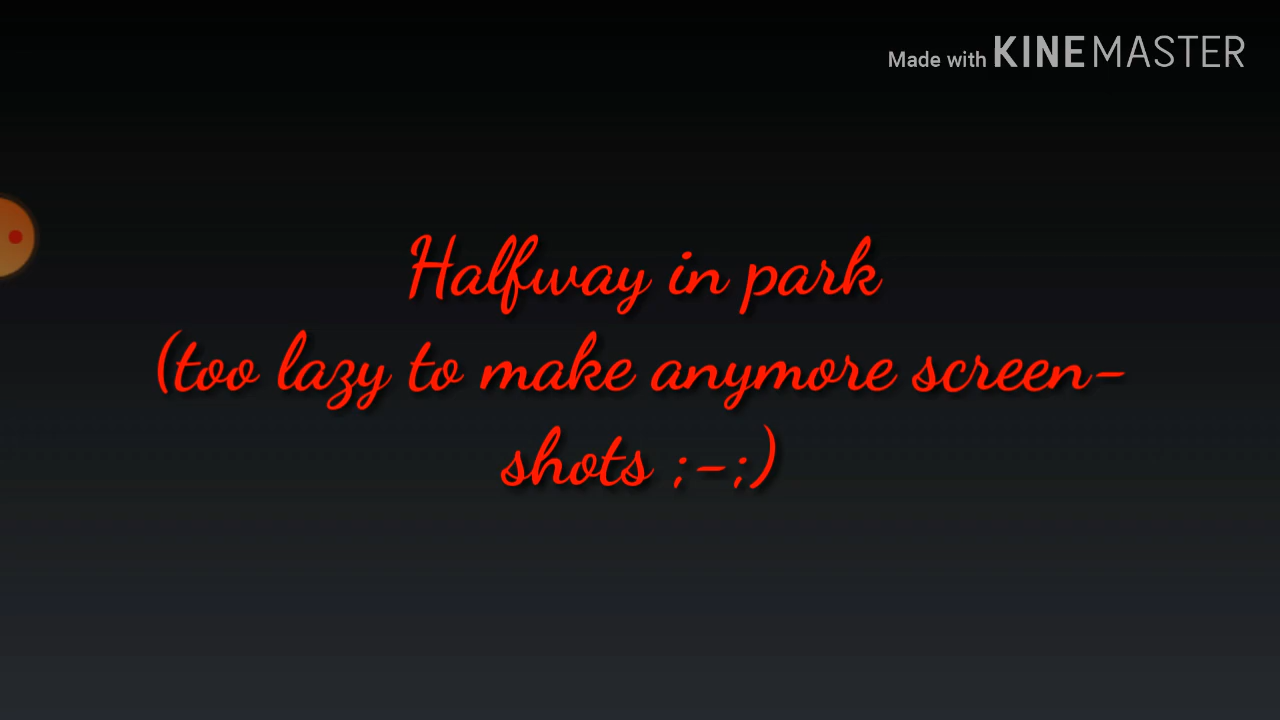 Made with KINEMASTER
Halfway in park
(too lazy to make anymore screen-
shots ;-;)